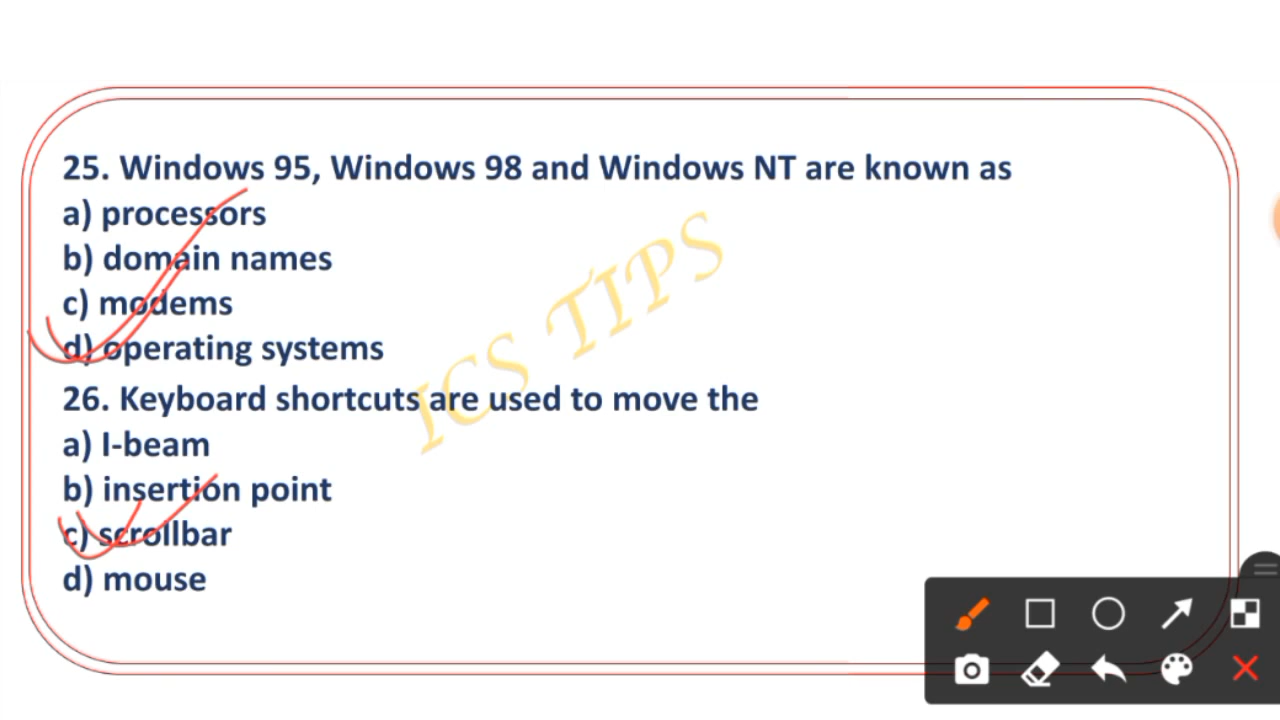 25. Windows 95, Windows 98 and Windows NT are known as
a) processors
b) domain names
c) modems
d) operating systems
26. Keyboard shortcuts are used to move the
a) I-beam
b) insertion point
c) scrollbar
d) mouse
ICS TIPS